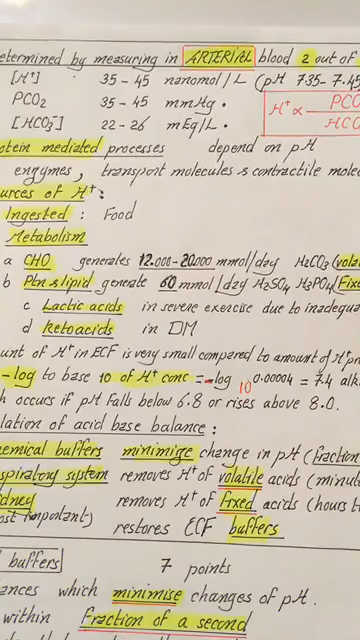 etermined by measuring in ARTERIAL blood 2 out of
[H+] 35-45 nanomol/L (pH 7.35-7.45
PCO2 35-45 mmHg.
[HCO3-] 22-26 mEq/L.
H+ ∝ PCO
HCO
otein mediated processes depend on pH
enzymes, transport molecules & contractile molec
urces of H+:
Ingested: Food
Metabolism
a CHO generates 12.000-20.000 mmol/day H2CO3 (vola
b Ptn & lipid generate 60 mmol/day H2SO4 H3PO4 (Fix
c Lactic acids in severe exercise due to inadequa
d ketoacids in DM
unt of H+ in ECF is very small compared to amount of H+ pr
-log to base 10 of H+ conc = -log 10 0.00004 = 7.4 alk
h occurs if pH falls below 6.8 or rises above 8.0.
lation of acid base balance:
hemical buffers minimize change in pH (fraction
spiratory system removes H+ of volatile acids (minut
dney removes H+ of fixed acids (hours
ost important) restores ECF buffers
l buffers 7 points
ances which minimise changes of pH.
within fraction of a second